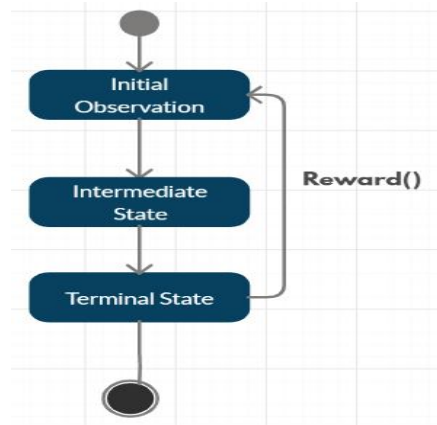 Initial
Observation
Reward()
Intermediate
State
Terminal State